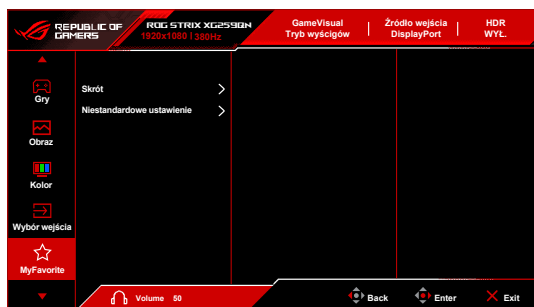 REPUBLIC OF
GAMERS
ROG STRIX XG259QN
1920x1080 | 380Hz
GameVisual
Tryb wyścigów
Źródło wejścia
DisplayPort
HDR
WYŁ.
Gry
Obraz
Kolor
Wybór wejścia
MyFavorite
Skrót
Niestandardowe ustawienie
Volume 50
Back
Enter
Exit